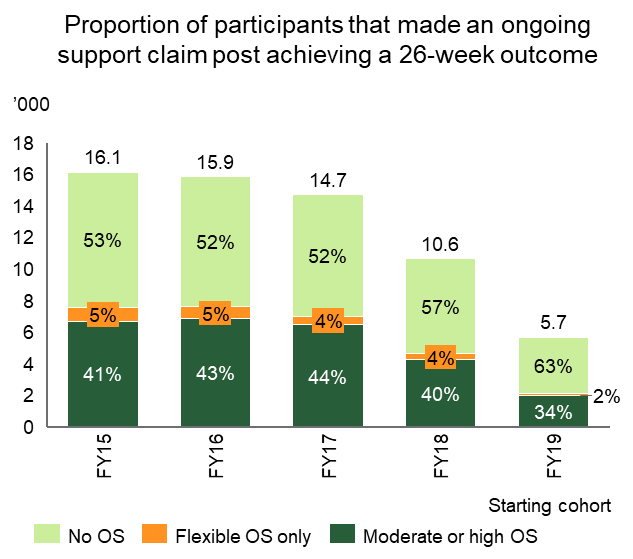 Proportion of participants that made an ongoing
support claim post achieving a 26-week outcome
’000
18
16
14
12
10
8
6
4
2
0
16.1
15.9
14.7
10.6
5.7
53%
52%
52%
57%
63%
5%
5%
4%
4%
2%
41%
43%
44%
40%
34%
FY15
FY16
FY17
FY18
FY19
Starting cohort
No OS
Flexible OS only
Moderate or high OS